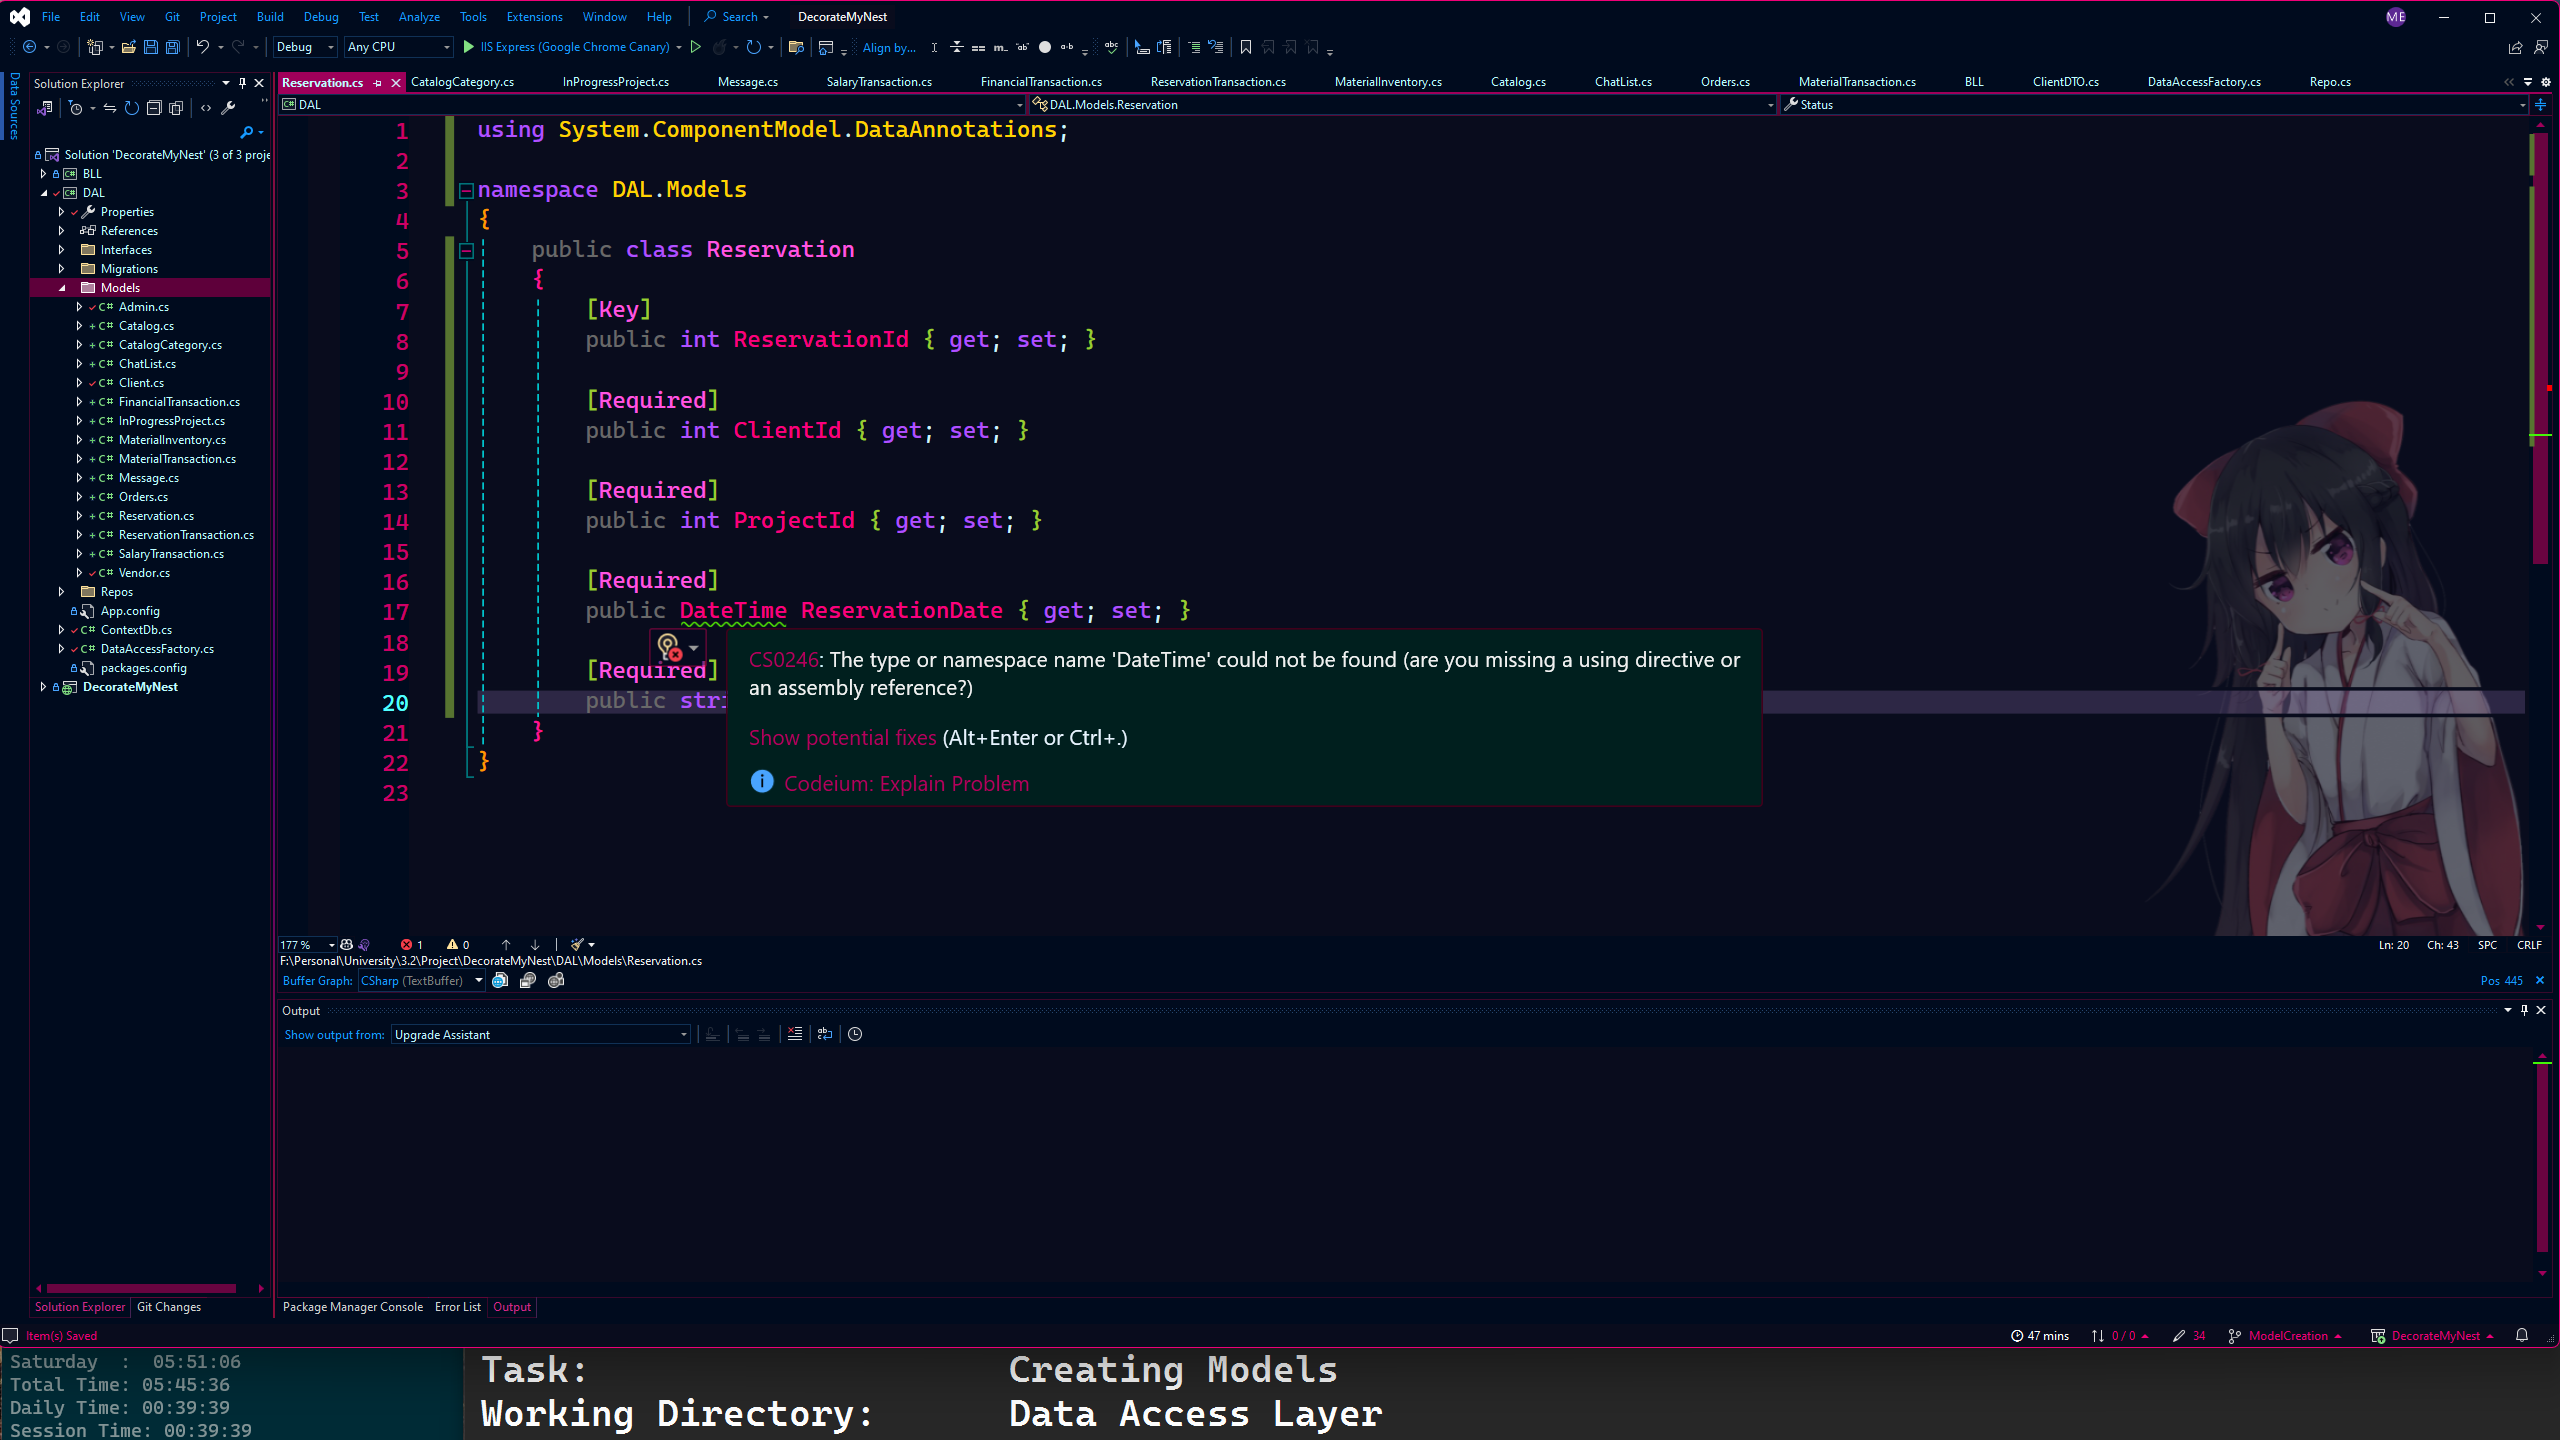 File Edit View Git Project Build Debug Test Analyze Tools Extensions Window Help Search DecorateMyNest ME
Debug Any CPU IIS Express (Google Chrome Canary) Align by...
Data Sources
Solution Explorer
Reservation.cs CatalogCategory.cs InProgressProject.cs Message.cs SalaryTransaction.cs FinancialTransaction.cs ReservationTransaction.cs MaterialInventory.cs Catalog.cs ChatList.cs Orders.cs MaterialTransaction.cs BLL ClientDTO.cs DataAccessFactory.cs Repo.cs
DAL DAL.Models.Reservation Status
Solution 'DecorateMyNest' (3 of 3 proje
BLL
DAL
Properties
References
Interfaces
Migrations
Models
C# Admin.cs
C# Catalog.cs
C# CatalogCategory.cs
C# ChatList.cs
C# Client.cs
C# FinancialTransaction.cs
C# InProgressProject.cs
C# MaterialInventory.cs
C# MaterialTransaction.cs
C# Message.cs
C# Orders.cs
C# Reservation.cs
C# ReservationTransaction.cs
C# SalaryTransaction.cs
C# Vendor.cs
Repos
App.config
C# ContextDb.cs
C# DataAccessFactory.cs
packages.config
DecorateMyNest
1 using System.ComponentModel.DataAnnotations;
2
3 namespace DAL.Models
4 {
5 public class Reservation
6 {
7 [Key]
8 public int ReservationId { get; set; }
9
10 [Required]
11 public int ClientId { get; set; }
12
13 [Required]
14 public int ProjectId { get; set; }
15
16 [Required]
17 public DateTime ReservationDate { get; set; }
18
19 [Required]
20 public stri
21 }
22 }
23
CS0246: The type or namespace name 'DateTime' could not be found (are you missing a using directive or
an assembly reference?)
Show potential fixes (Alt+Enter or Ctrl+.)
Codeium: Explain Problem
177 % 1 0 Ln: 20 Ch: 43 SPC CRLF
F:\Personal\University\3.2\Project\DecorateMyNest\DAL\Models\Reservation.cs
Buffer Graph: CSharp (TextBuffer) Pos 445
Output
Show output from: Upgrade Assistant
Solution Explorer Git Changes
Package Manager Console Error List Output
Item(s) Saved 47 mins 0 / 0 34 ModelCreation DecorateMyNest
Saturday : 05:51:06
Total Time: 05:45:36
Daily Time: 00:39:39
Session Time: 00:39:39
Task: Creating Models
Working Directory: Data Access Layer